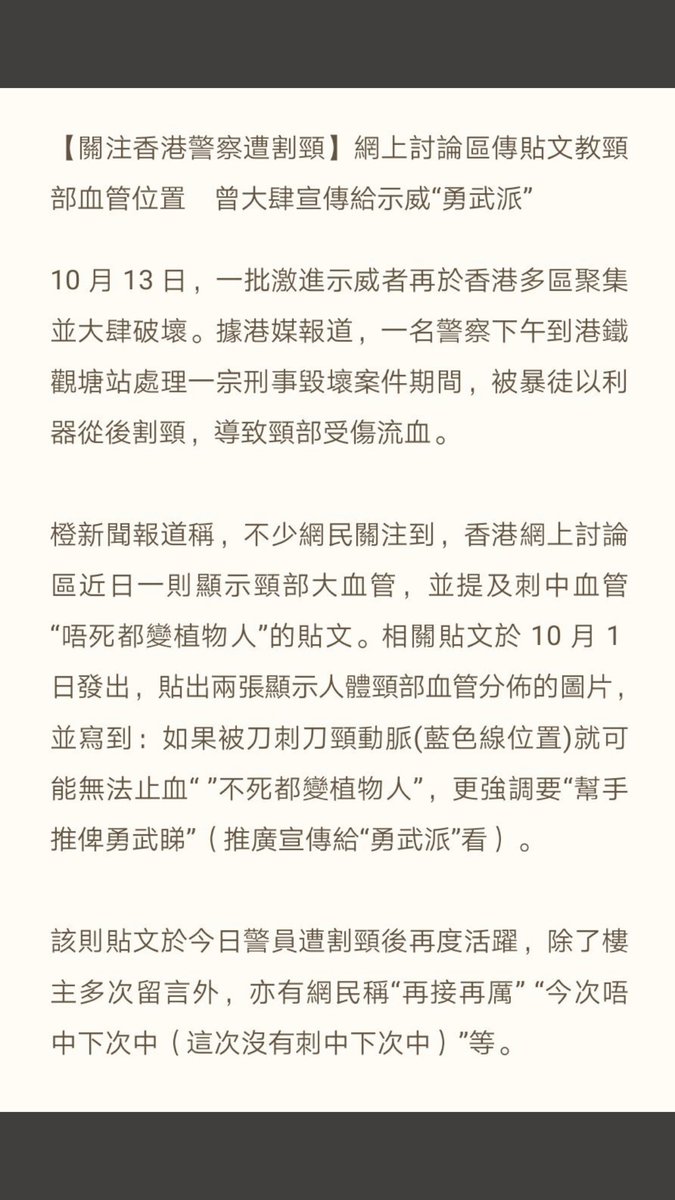 【關注香港警察遭割頸】網上討論區傳貼文教頸
部血管位置　曾大肆宣傳給示威“勇武派”
10 月 13 日，一批激進示威者再於香港多區聚集
並大肆破壞。據港媒報道，一名警察下午到港鐵
觀塘站處理一宗刑事毀壞案件期間，被暴徒以利
器從後割頸，導致頸部受傷流血。
橙新聞報道稱，不少網民關注到，香港網上討論
區近日一則顯示頸部大血管，並提及刺中血管
“唔死都變植物人”的貼文。相關貼文於 10 月 1
日發出，貼出兩張顯示人體頸部血管分佈的圖片，
並寫到：如果被刀刺刀頸動脈(藍色線位置)就可
能無法止血“ ”不死都變植物人”，更強調要“幫手
推俾勇武睇”（推廣宣傳給“勇武派”看）。
該則貼文於今日警員遭割頸後再度活躍，除了樓
主多次留言外，亦有網民稱“再接再厲” “今次唔
中下次中（這次沒有刺中下次中）”等。